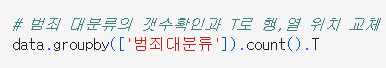 # 범죄 대분류의 갯수확인과 T로 행,열 위치 교체
data.groupby(['범죄대분류']).count().T